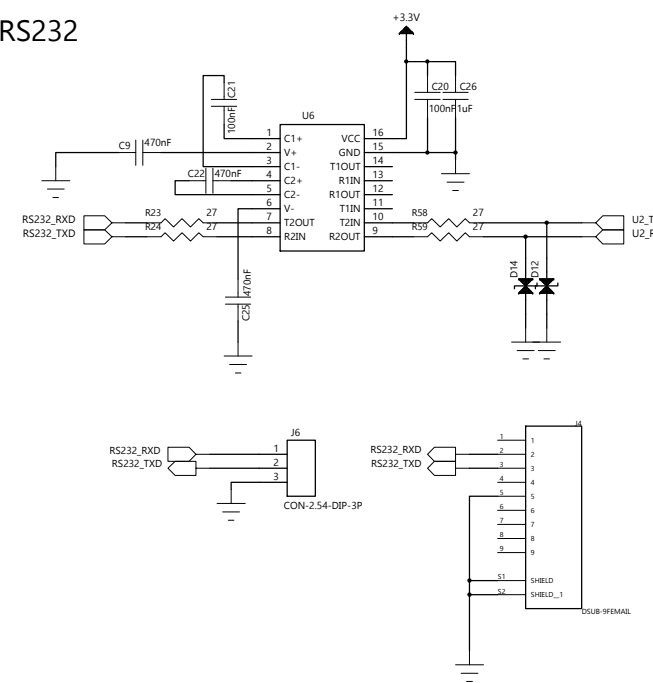 RS232
+3.3V
C21
100nF
C20
C26
100nF
1uF
U6
C9
470nF
C22
470nF
1
C1+
VCC
16
2
V+
GND
15
3
C1-
T1OUT
14
4
C2+
R1IN
13
5
C2-
R1OUT
12
6
V-
T1IN
11
7
T2OUT
T2IN
10
8
R2IN
R2OUT
9
RS232_RXD
R23
27
R58
27
RS232_TXD
R24
27
R59
27
C25
470nF
D14
D12
J6
RS232_RXD
1
RS232_TXD
2
3
CON-2.54-DIP-3P
J4
RS232_RXD
RS232_TXD
1
1
2
2
3
3
4
4
5
5
6
6
7
7
8
8
9
9
S1
SHIELD
S2
SHIELD__1
DSUB-9FEMAIL